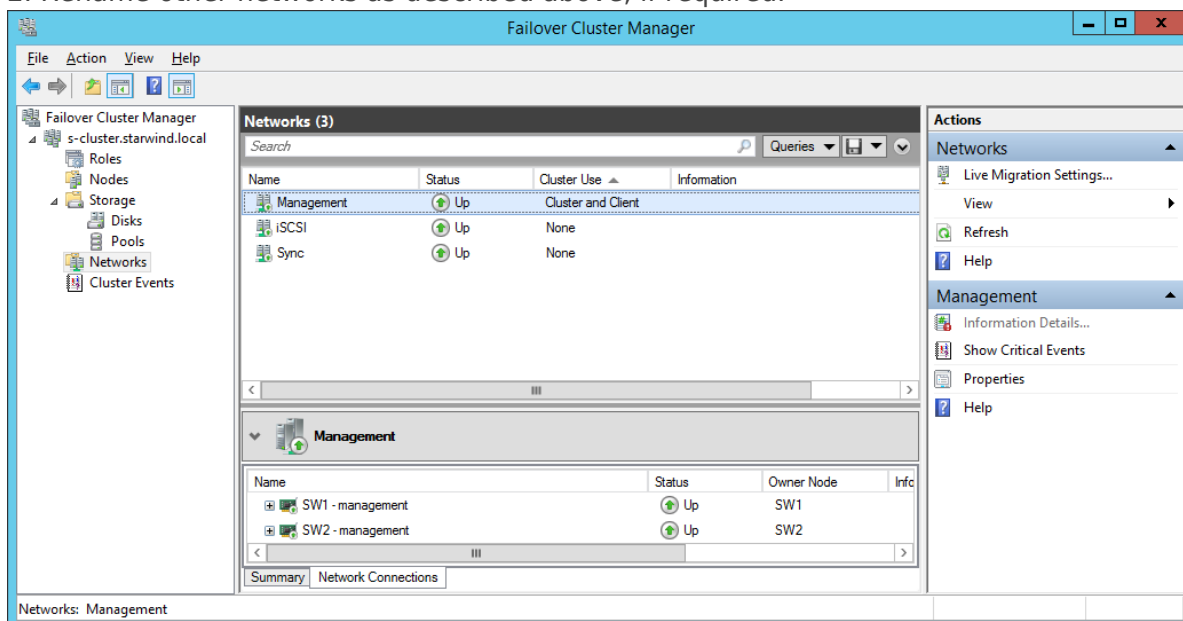 2. Rename other networks as described above, if required.
Failover Cluster Manager
File Action View Help
Failover Cluster Manager
s-cluster.starwind.local
Roles
Nodes
Storage
Disks
Pools
Networks
Cluster Events
Networks (3)
Search
Queries
Name Status Cluster Use Information
Management Up Cluster and Client
iSCSI Up None
Sync Up None
Management
Name Status Owner Node Info
SW1 - management Up SW1
SW2 - management Up SW2
Summary Network Connections
Actions
Networks
Live Migration Settings...
View
Refresh
Help
Management
Information Details...
Show Critical Events
Properties
Help
Networks: Management